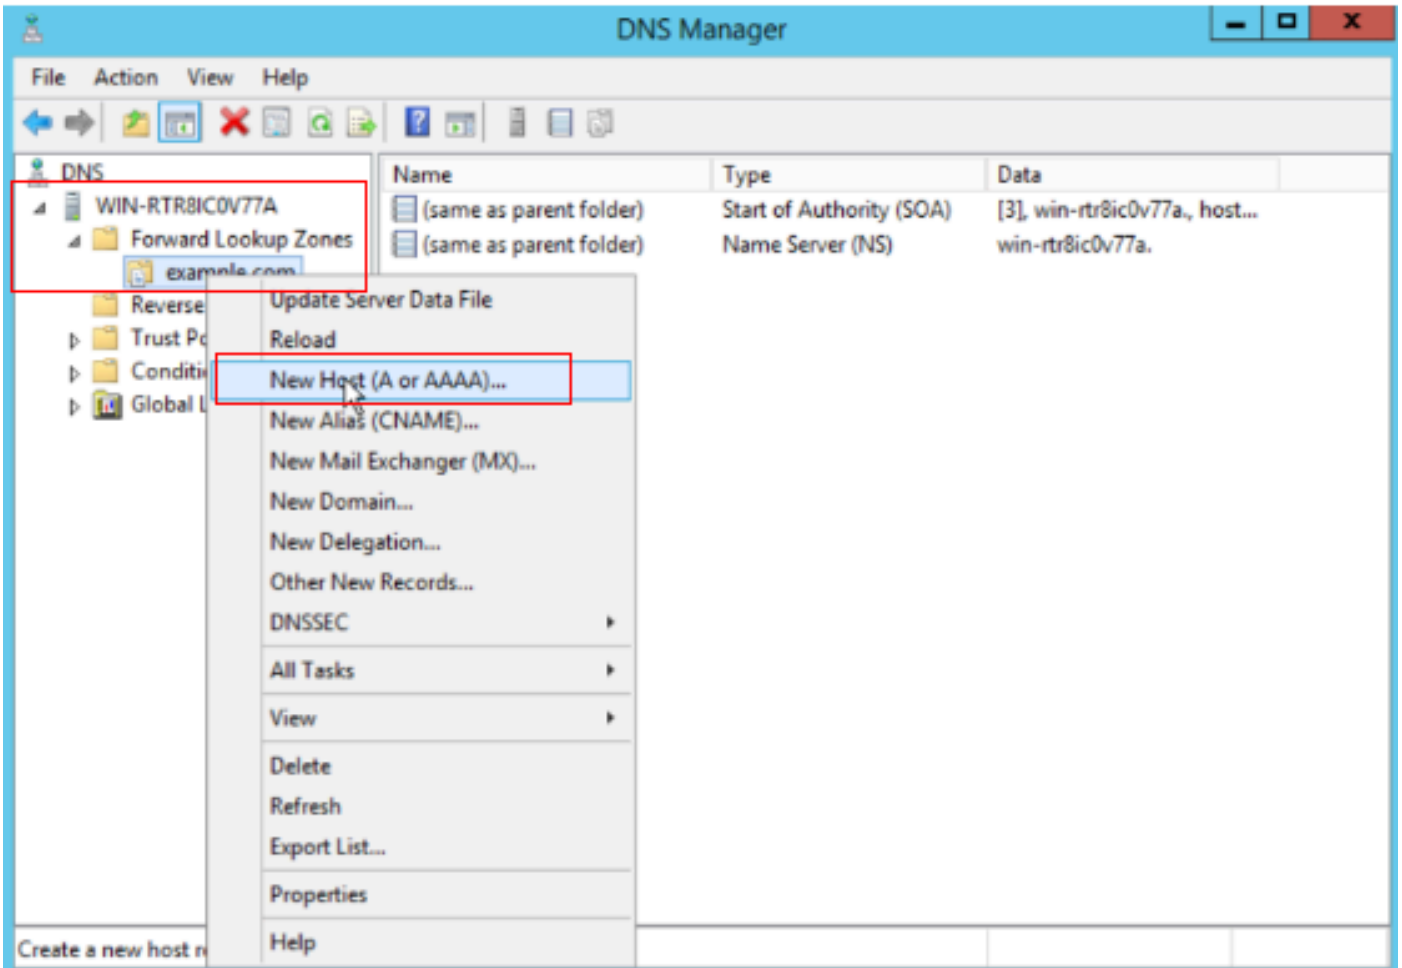 DNS Manager
File Action View Help
DNS
WIN-RTR8IC0V77A
Forward Lookup Zones
example.com
Reverse
Trust Po
Conditi
Global L
Name Type Data
(same as parent folder) Start of Authority (SOA) [3], win-rtr8ic0v77a., host...
(same as parent folder) Name Server (NS) win-rtr8ic0v77a.
Update Server Data File
Reload
New Host (A or AAAA)...
New Alias (CNAME)...
New Mail Exchanger (MX)...
New Domain...
New Delegation...
Other New Records...
DNSSEC
All Tasks
View
Delete
Refresh
Export List...
Properties
Help
Create a new host re